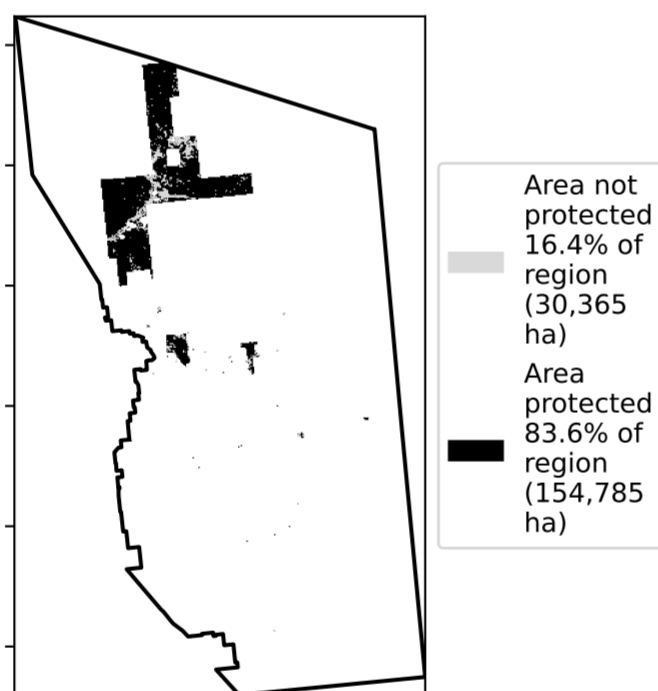 Area not
protected
16.4% of
region
(30,365
ha)
Area
protected
83.6% of
region
(154,785
ha)